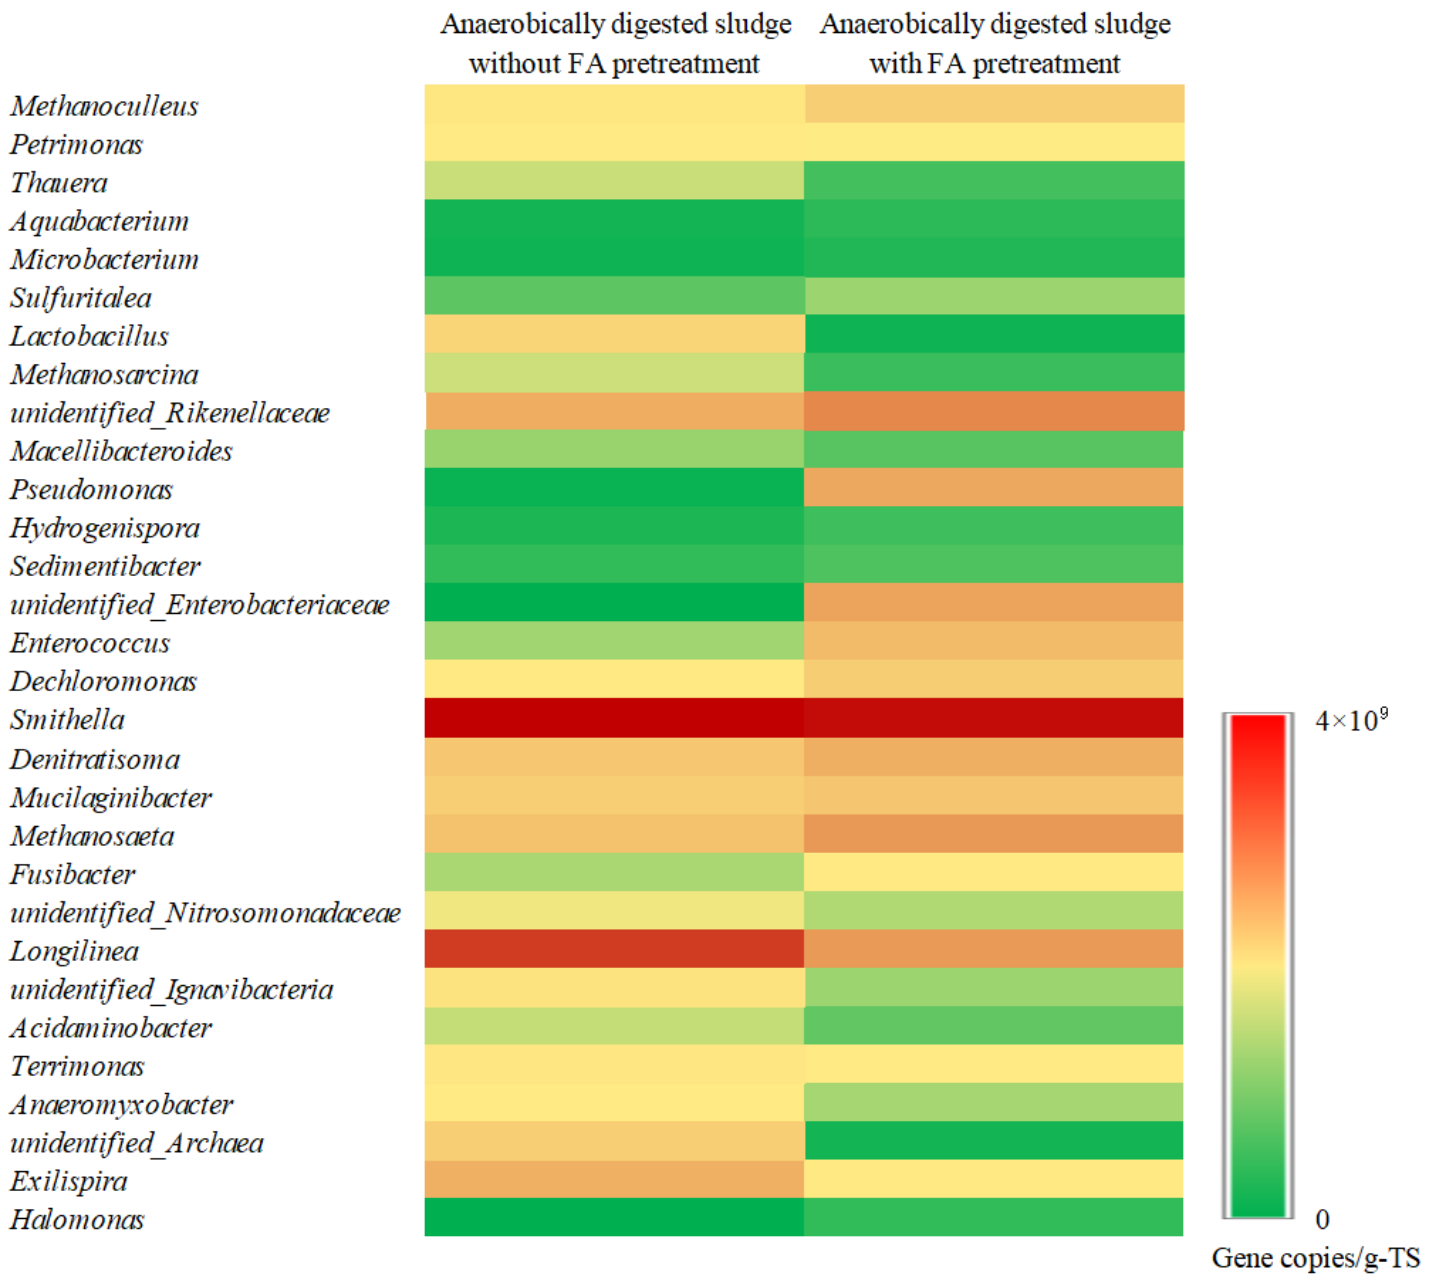 Anaerobically digested sludge
without FA pretreatment
Anaerobically digested sludge
with FA pretreatment
Methanoculleus
Petrimonas
Thauera
Aquabacterium
Microbacterium
Sulfuritalea
Lactobacillus
Methanosarcina
unidentified_Rikenellaceae
Macellibacteroides
Pseudomonas
Hydrogenispora
Sedimentibacter
unidentified_Enterobacteriaceae
Enterococcus
Dechloromonas
Smithella
Denitratisoma
Mucilaginibacter
Methanosaeta
Fusibacter
unidentified_Nitrosomonadaceae
Longilinea
unidentified_Ignavibacteria
Acidaminobacter
Terrimonas
Anaeromyxobacter
unidentified_Archaea
Exilispira
Halomonas
4×10⁹
0
Gene copies/g-TS